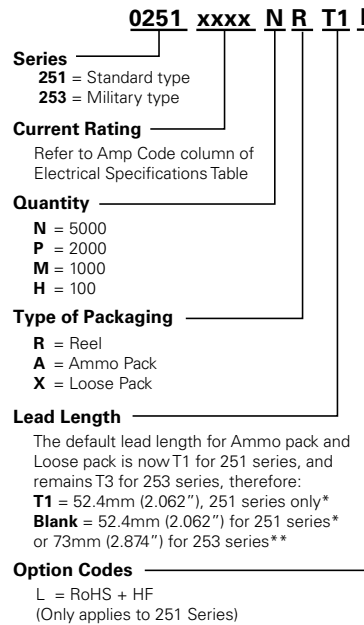 0251 xxxx N R T1
Series
251 = Standard type
253 = Military type
Current Rating
Refer to Amp Code column of
Electrical Specifications Table
Quantity
N = 5000
P = 2000
M = 1000
H = 100
Type of Packaging
R = Reel
A = Ammo Pack
X = Loose Pack
Lead Length
The default lead length for Ammo pack and
Loose pack is now T1 for 251 series, and
remains T3 for 253 series, therefore:
T1 = 52.4mm (2.062”), 251 series only*
Blank = 52.4mm (2.062”) for 251 series*
or 73mm (2.874”) for 253 series**
Option Codes
L = RoHS + HF
(Only applies to 251 Series)